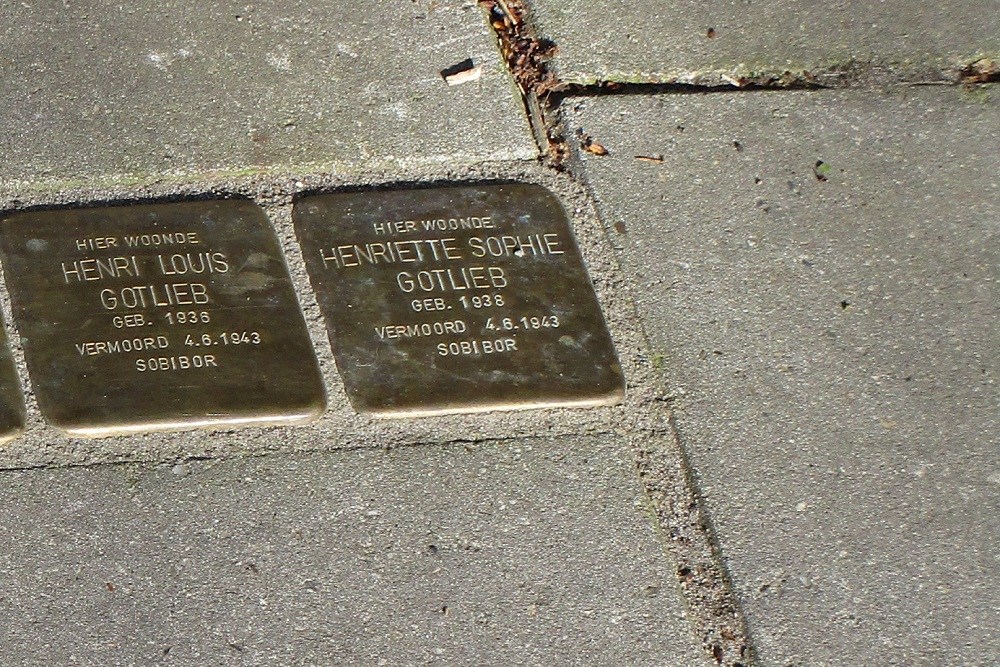 HIER WOONDE
HENRI LOUIS
GOTLIEB
GEB. 1936
VERMOORD 4.6.1943
SOBIBOR
HIER WOONDE
HENRIETTE SOPHIE
GOTLIEB
GEB. 1938
VERMOORD 4.6.1943
SOBIBOR